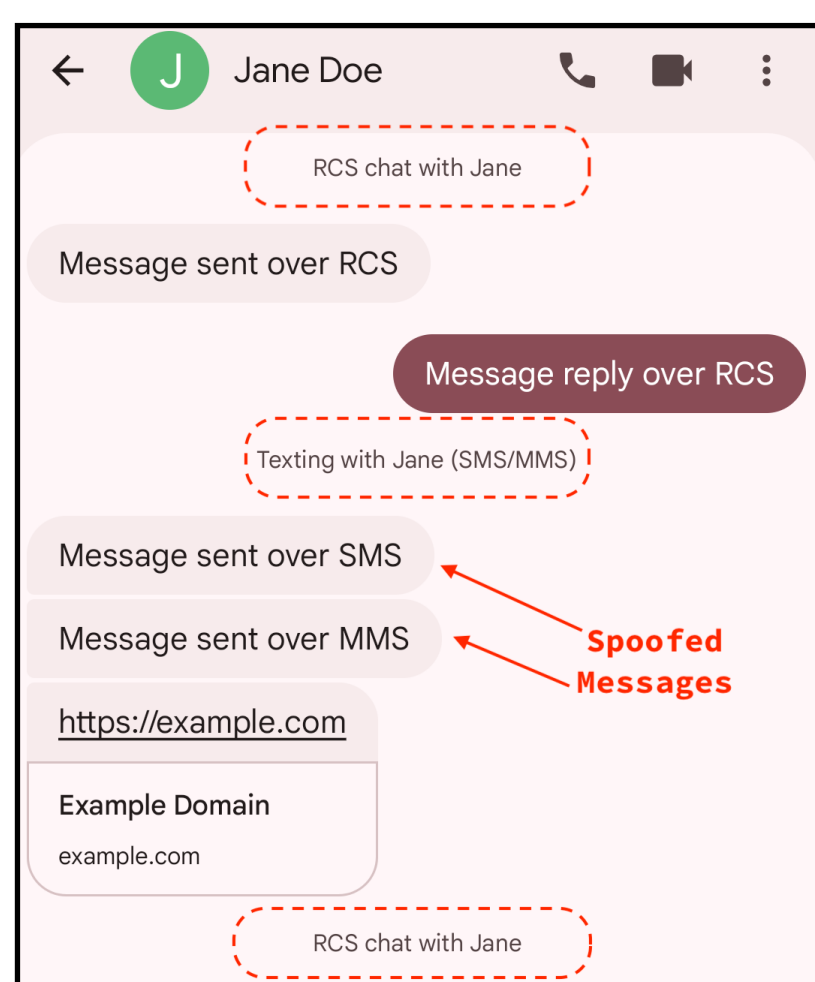 J
Jane Doe
RCS chat with Jane
Message sent over RCS
Message reply over RCS
Texting with Jane (SMS/MMS)
Message sent over SMS
Spoofed
Message sent over MMS
Messages
https://example.com
Example Domain
example.com
RCS chat with Jane